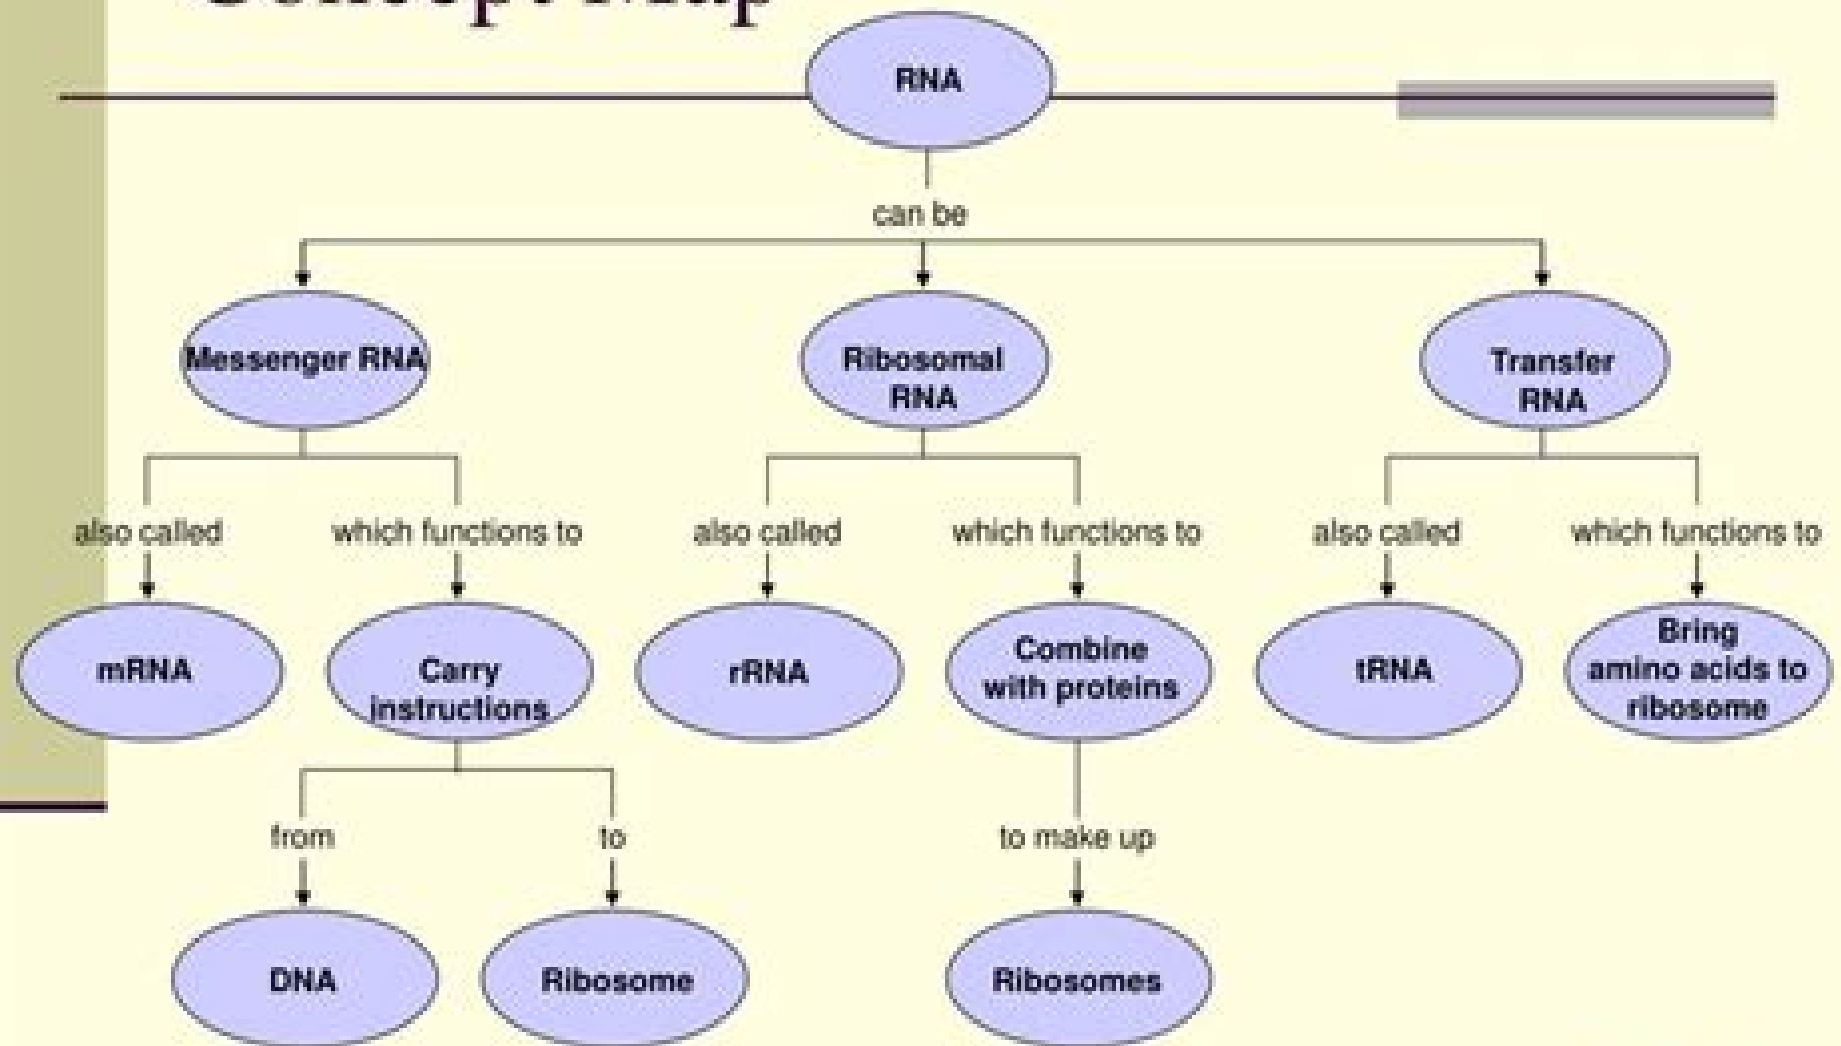 Concept Map
RNA
can be
Messenger RNA
Ribosomal
RNA
Transfer
RNA
also called
which functions to
also called
which functions to
also called
which functions to
mRNA
Carry
instructions
rRNA
Combine
with proteins
tRNA
Bring
amino acids to
ribosome
from
to
to make up
DNA
Ribosome
Ribosomes